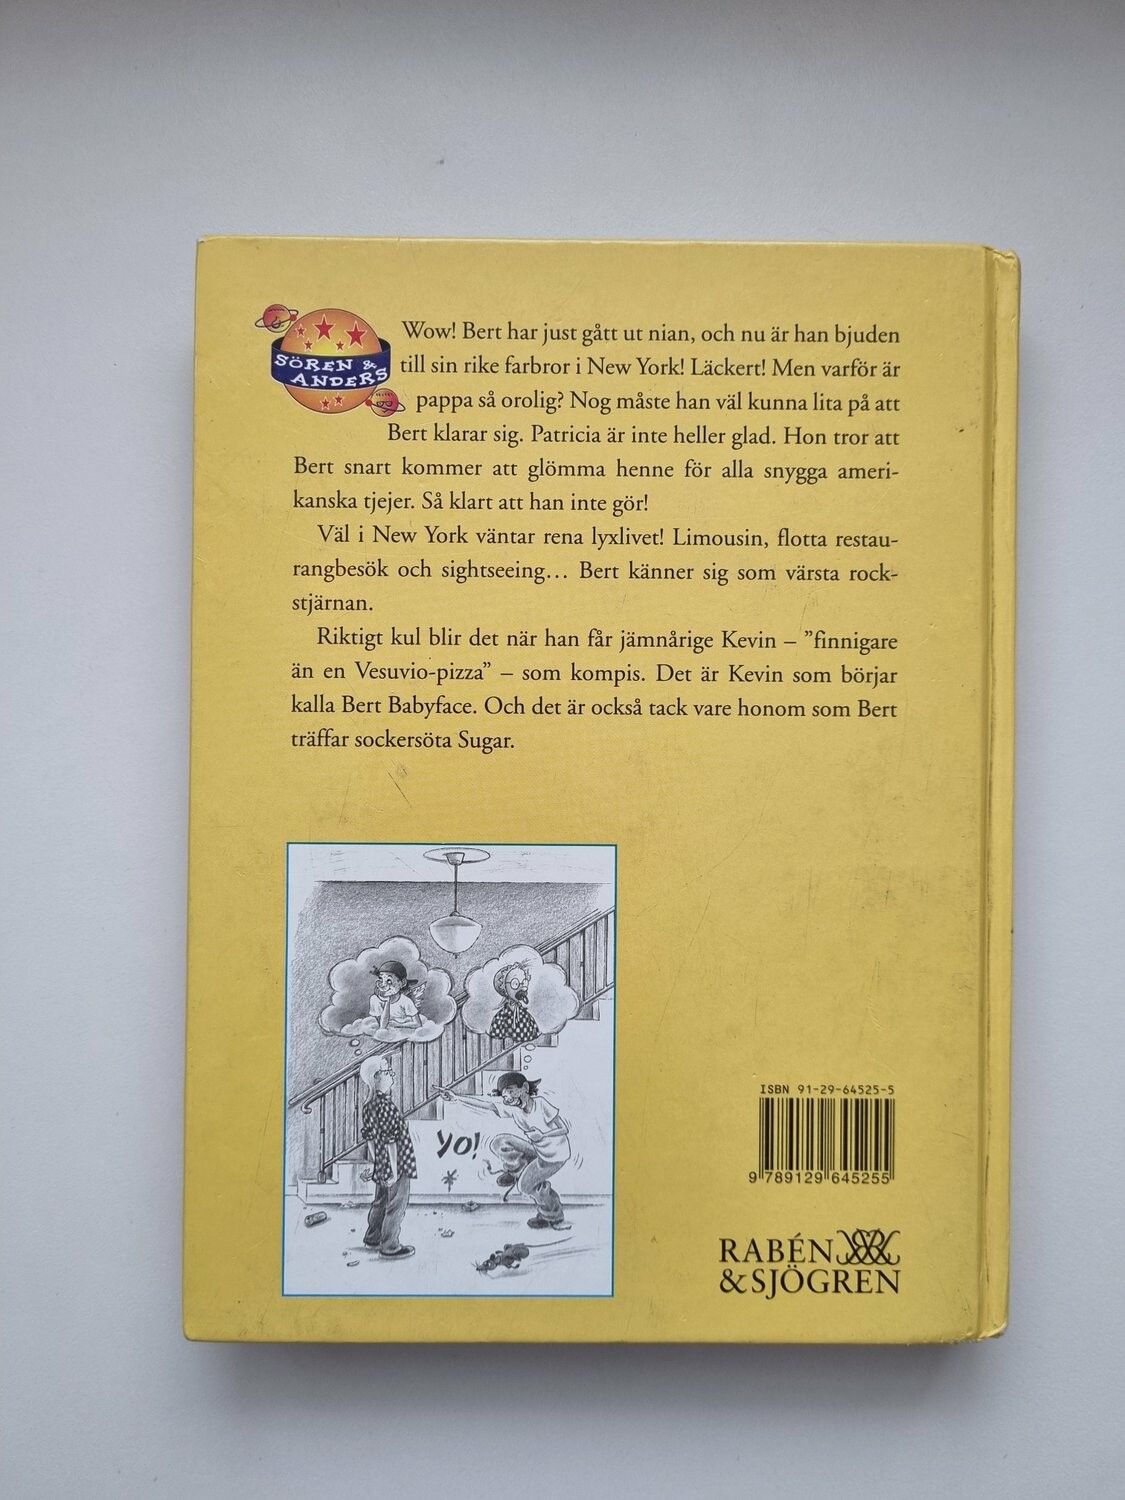 SÖREN &
ANDERS
Wow! Bert har just gått ut nian, och nu är han bjuden
till sin rike farbror i New York! Läckert! Men varför är
pappa så orolig? Nog måste han väl kunna lita på att
Bert klarar sig. Patricia är inte heller glad. Hon tror att
Bert snart kommer att glömma henne för alla snygga ameri-
kanska tjejer. Så klart att han inte gör!
Väl i New York väntar rena lyxlivet! Limousin, flotta restau-
rangbesök och sightseeing... Bert känner sig som värsta rock-
stjärnan.
Riktigt kul blir det när han får jämnårige Kevin – ”finnigare
än en Vesuvio-pizza” – som kompis. Det är Kevin som börjar
kalla Bert Babyface. Och det är också tack vare honom som Bert
träffar sockersöta Sugar.
YO!
ISBN 91-29-64525-5
9 789129 645255
RABÉN
&SJÖGREN